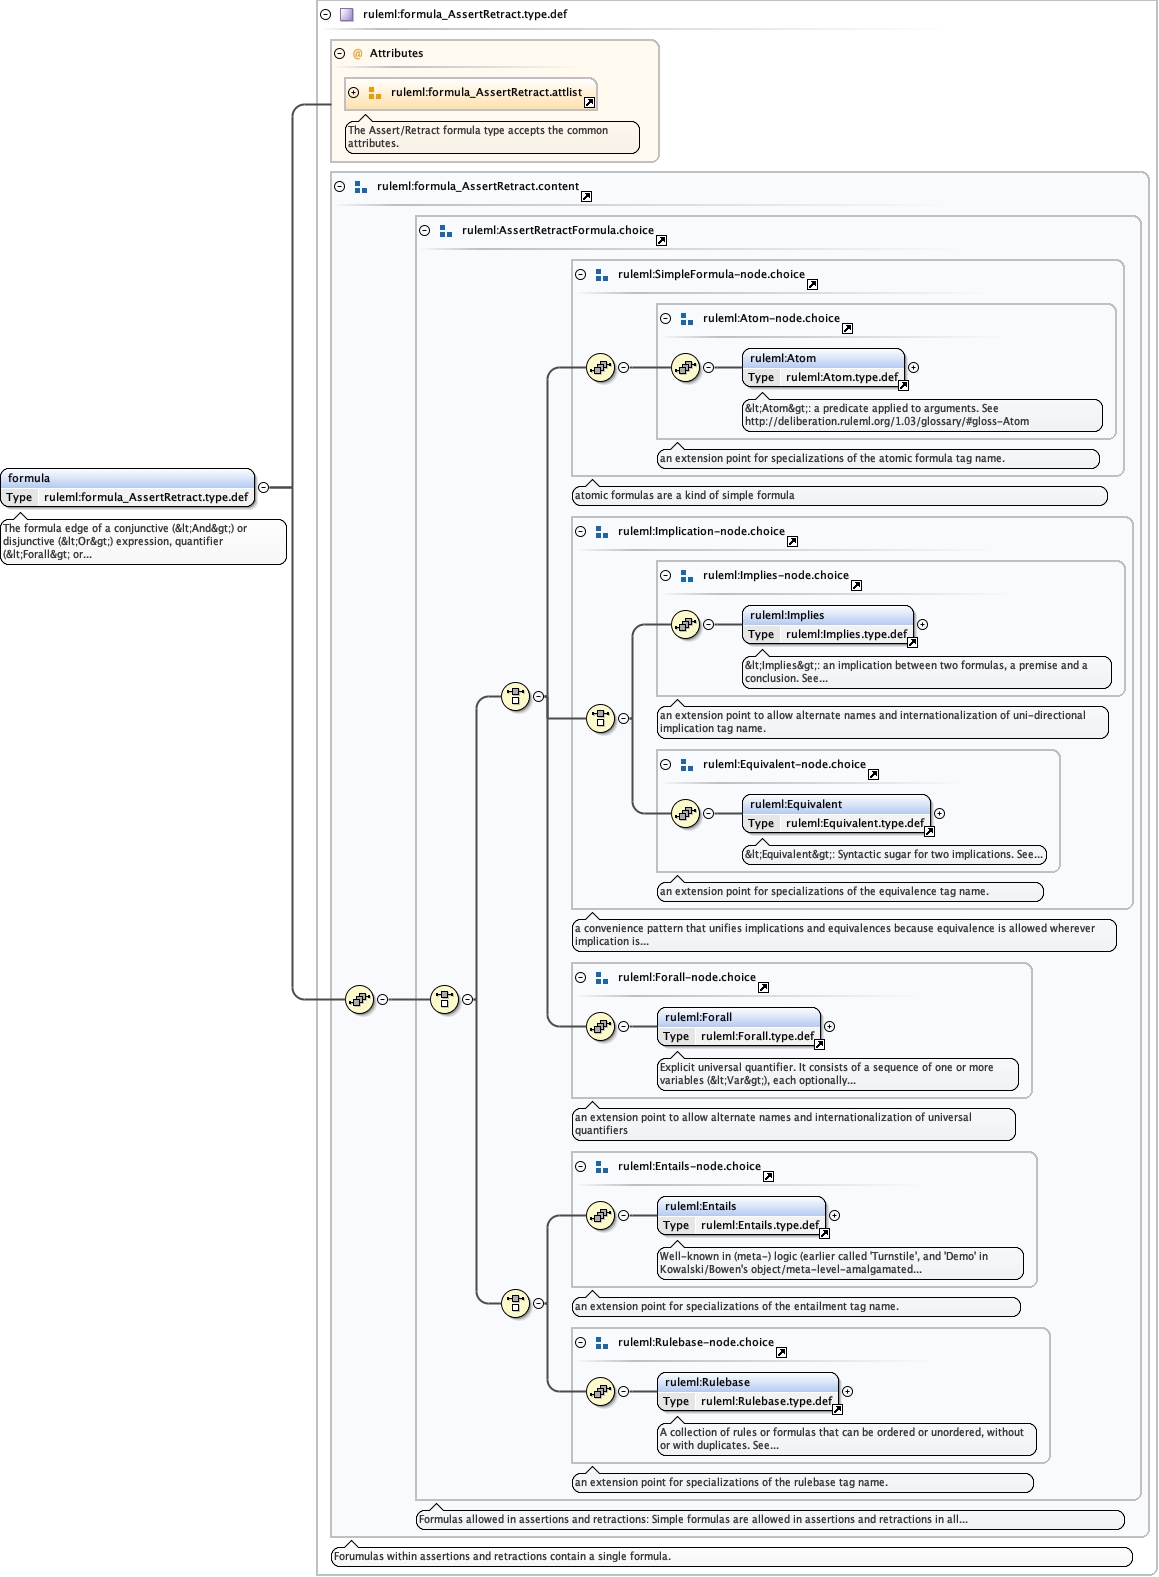 ruleml:formula_AssertRetract.type.def
@ Attributes
ruleml:formula_AssertRetract.attlist
The Assert/Retract formula type accepts the common
attributes.
ruleml:formula_AssertRetract.content
ruleml:AssertRetractFormula.choice
ruleml:SimpleFormula-node.choice
ruleml:Atom-node.choice
ruleml:Atom
Type ruleml:Atom.type.def
&lt;Atom&gt;: a predicate applied to arguments. See
http://deliberation.ruleml.org/1.03/glossary/#gloss-Atom
an extension point for specializations of the atomic formula tag name.
atomic formulas are a kind of simple formula
formula
Type ruleml:formula_AssertRetract.type.def
The formula edge of a conjunctive (&lt;And&gt;) or
disjunctive (&lt;Or&gt;) expression, quantifier
(&lt;Forall&gt; or...
ruleml:Implication-node.choice
ruleml:Implies-node.choice
ruleml:Implies
Type ruleml:Implies.type.def
&lt;Implies&gt;: an implication between two formulas, a premise and a
conclusion. See...
an extension point to allow alternate names and internationalization of uni-directional
implication tag name.
ruleml:Equivalent-node.choice
ruleml:Equivalent
Type ruleml:Equivalent.type.def
&lt;Equivalent&gt;: Syntactic sugar for two implications. See...
an extension point for specializations of the equivalence tag name.
a convenience pattern that unifies implications and equivalences because equivalence is allowed wherever
implication is...
ruleml:Forall-node.choice
ruleml:Forall
Type ruleml:Forall.type.def
Explicit universal quantifier. It consists of a sequence of one or more
variables (&lt;Var&gt;), each optionally...
an extension point to allow alternate names and internationalization of universal
quantifiers
ruleml:Entails-node.choice
ruleml:Entails
Type ruleml:Entails.type.def
Well-known in (meta-) logic (earlier called 'Turnstile', and 'Demo' in
Kowalski/Bowen's object/meta-level-amalgamated...
an extension point for specializations of the entailment tag name.
ruleml:Rulebase-node.choice
ruleml:Rulebase
Type ruleml:Rulebase.type.def
A collection of rules or formulas that can be ordered or unordered, without
or with duplicates. See...
an extension point for specializations of the rulebase tag name.
Formulas allowed in assertions and retractions: Simple formulas are allowed in assertions and retractions in all...
Forumulas within assertions and retractions contain a single formula.